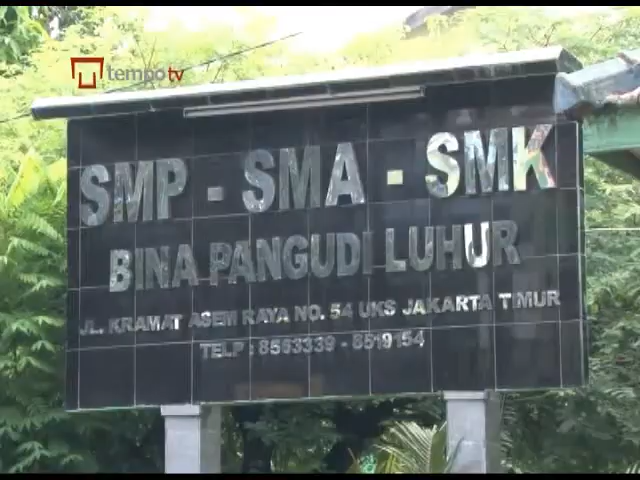 tempo tv
SMP - SMA - SMK
BINA PANGUDI LUHUR
JL. KRAMAT ASEM RAYA NO. 54 UKS JAKARTA TIMUR
TELP : 8563339 - 8519154